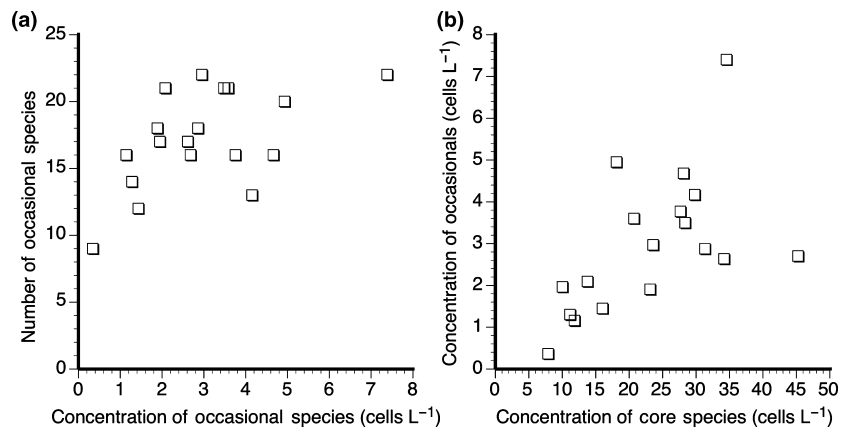 (a)
25
20
15
10
5
0
Number of occasional species
0 1 2 3 4 5 6 7 8
Concentration of occasional species (cells L⁻¹)
(b)
8
7
6
5
4
3
2
1
0
Concentration of occasionals (cells L⁻¹)
0 5 10 15 20 25 30 35 40 45 50
Concentration of core species (cells L⁻¹)